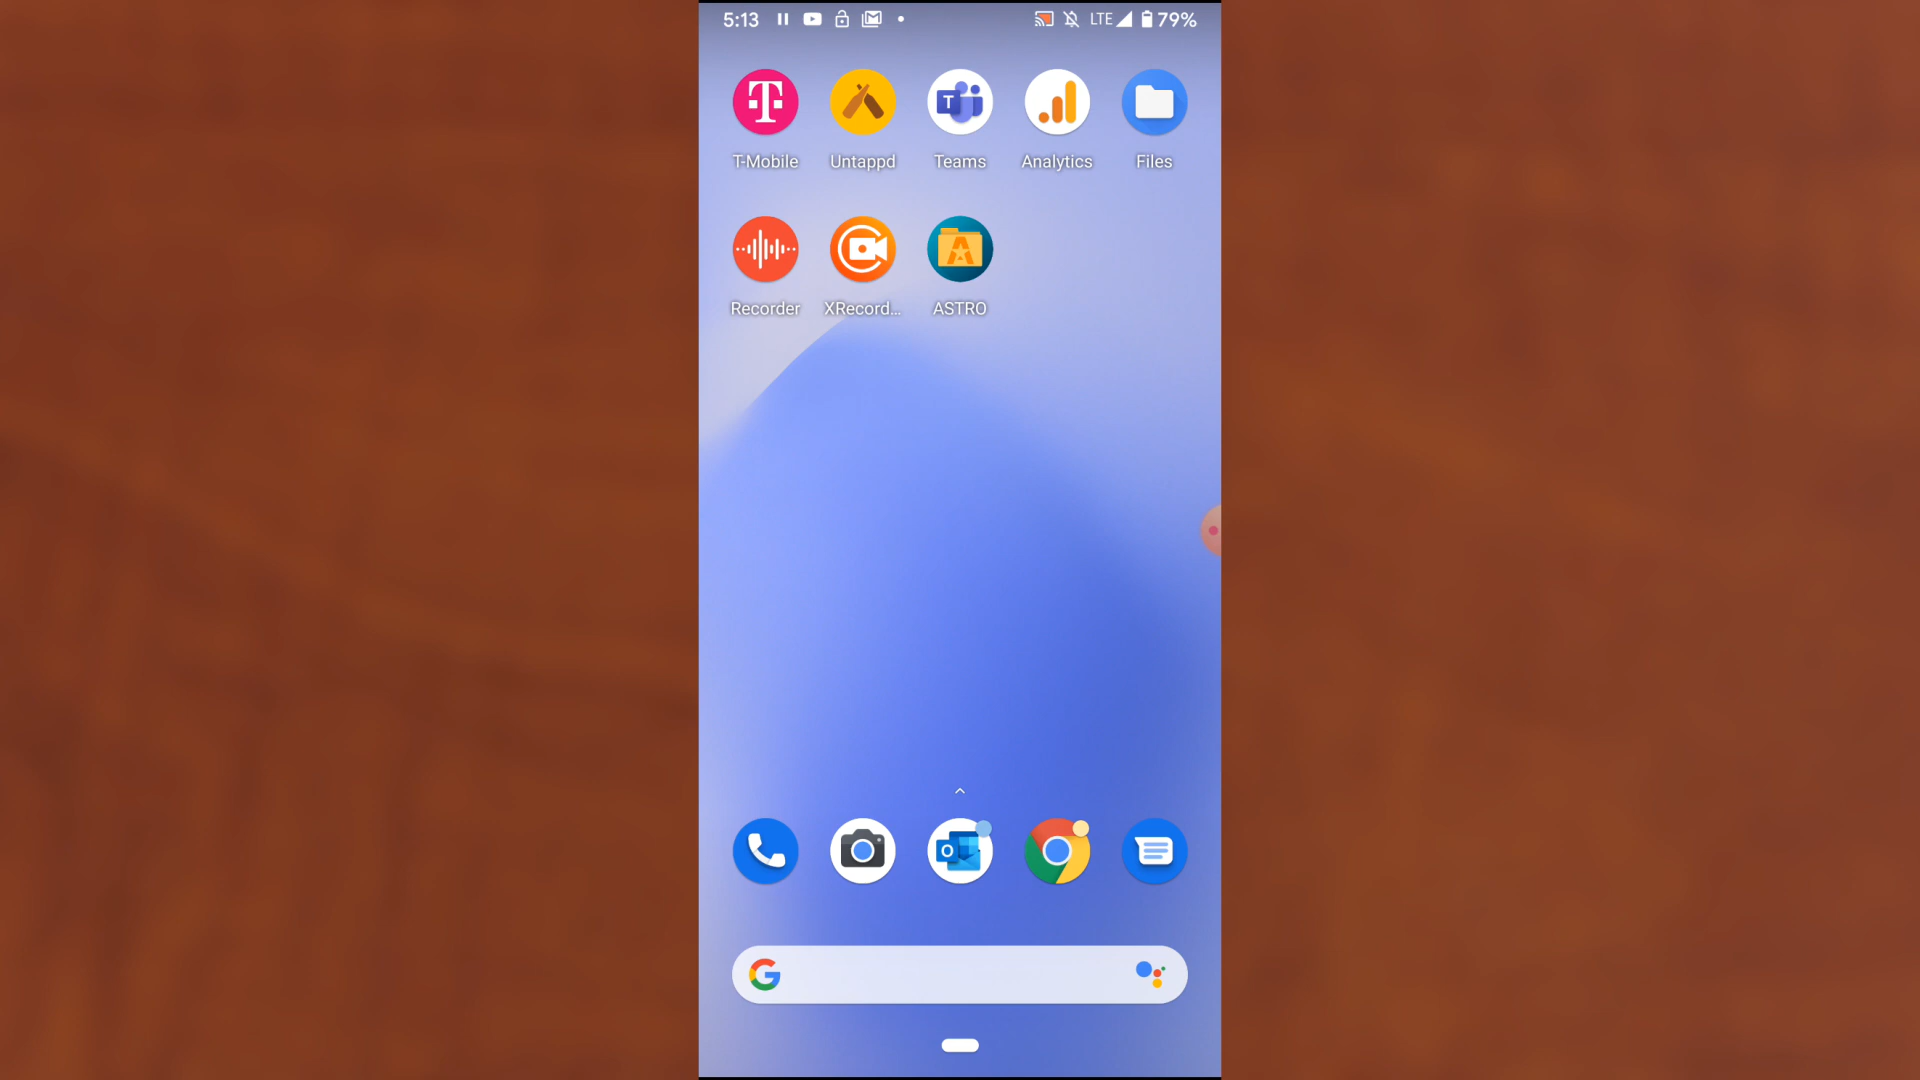 5:13 LTE 79%
T-Mobile Untappd Teams Analytics Files
Recorder XRecord... ASTRO